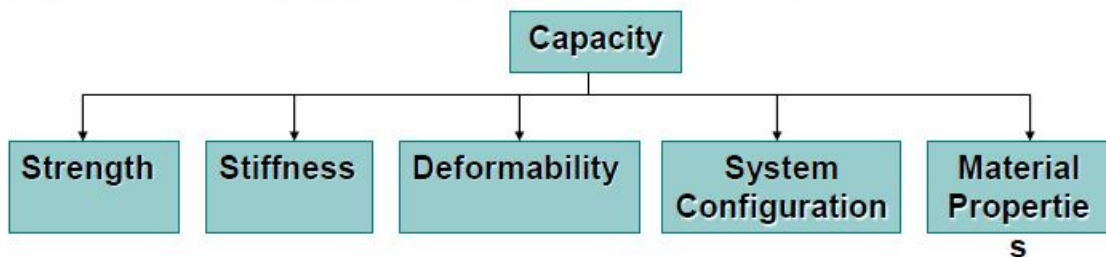 Capacity
Strength
Stiffness
Deformability
System
Configuration
Material
Propertie
s